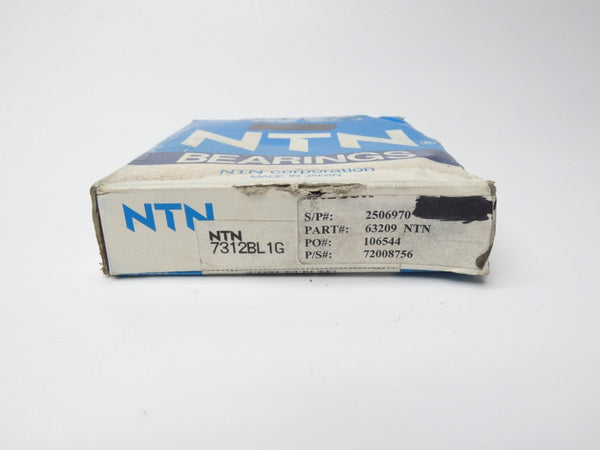 NTN
BEARINGS
NTN corporation
MADE IN JAPAN
NTN
NTN
7312BL1G
S/P#: 2506970
PART#: 63209 NTN
PO#: 106544
P/S#: 72008756